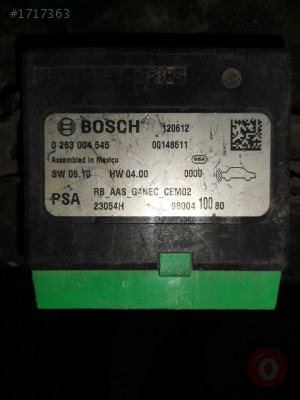 #1717363
BOSCH 120612
0 263 004 545 00148611
Assembled in Mexico
SW 06.10 HW 04.00 0000
PSA RB_AAS_G4NEC_CEM02
23054H 98004 100 80